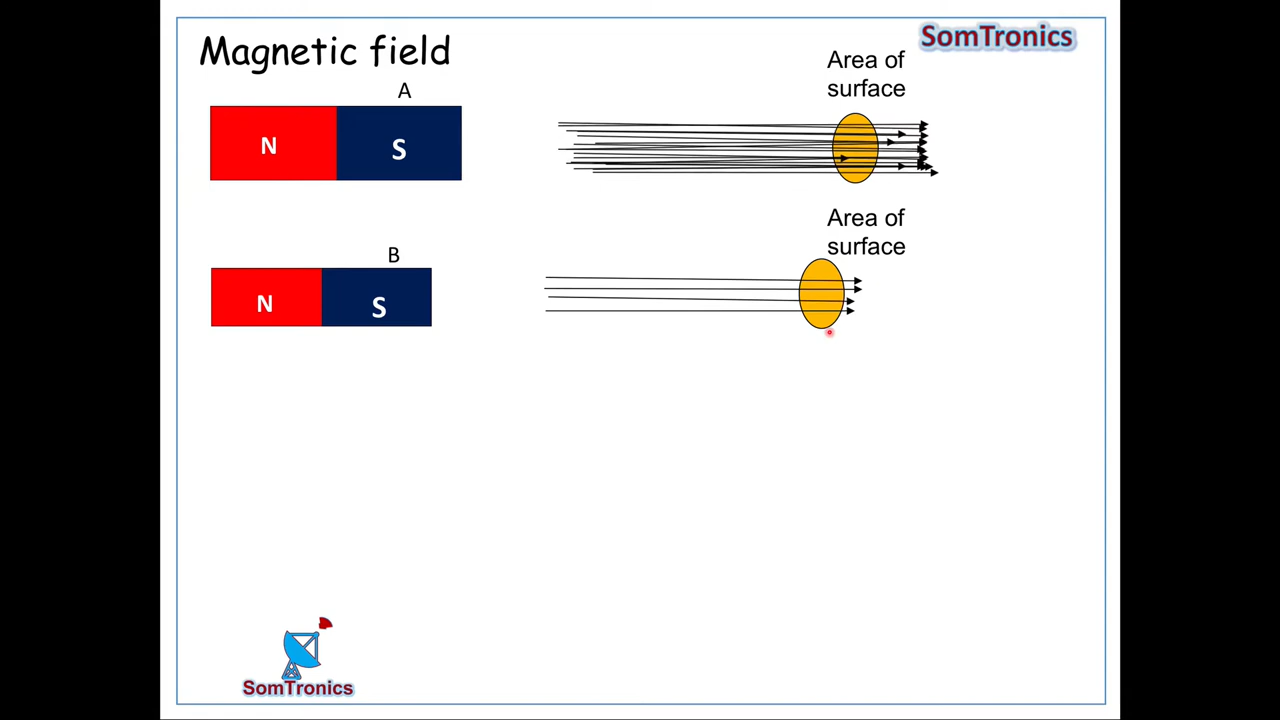 Magnetic field
SomTronics
A
N
S
Area of
surface
B
N
S
Area of
surface
SomTronics